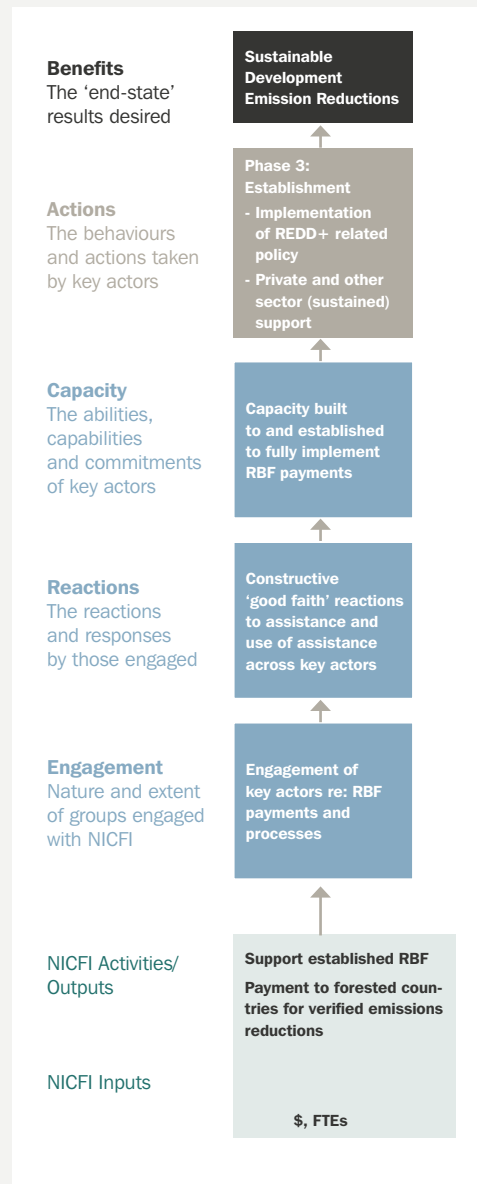 Benefits
The ‘end-state’
results desired
Sustainable
Development
Emission Reductions
Actions
The behaviours
and actions taken
by key actors
Phase 3:
Establishment
- Implementation
of REDD+ related
policy
- Private and other
sector (sustained)
support
Capacity
The abilities,
capabilities
and commitments
of key actors
Capacity built
to and established
to fully implement
RBF payments
Reactions
The reactions
and responses
by those engaged
Constructive
‘good faith’ reactions
to assistance and
use of assistance
across key actors
Engagement
Nature and extent
of groups engaged
with NICFI
Engagement of
key actors re: RBF
payments and
processes
NICFI Activities/
Outputs
Support established RBF
Payment to forested coun-
tries for verified emissions
reductions
NICFI Inputs
$, FTEs